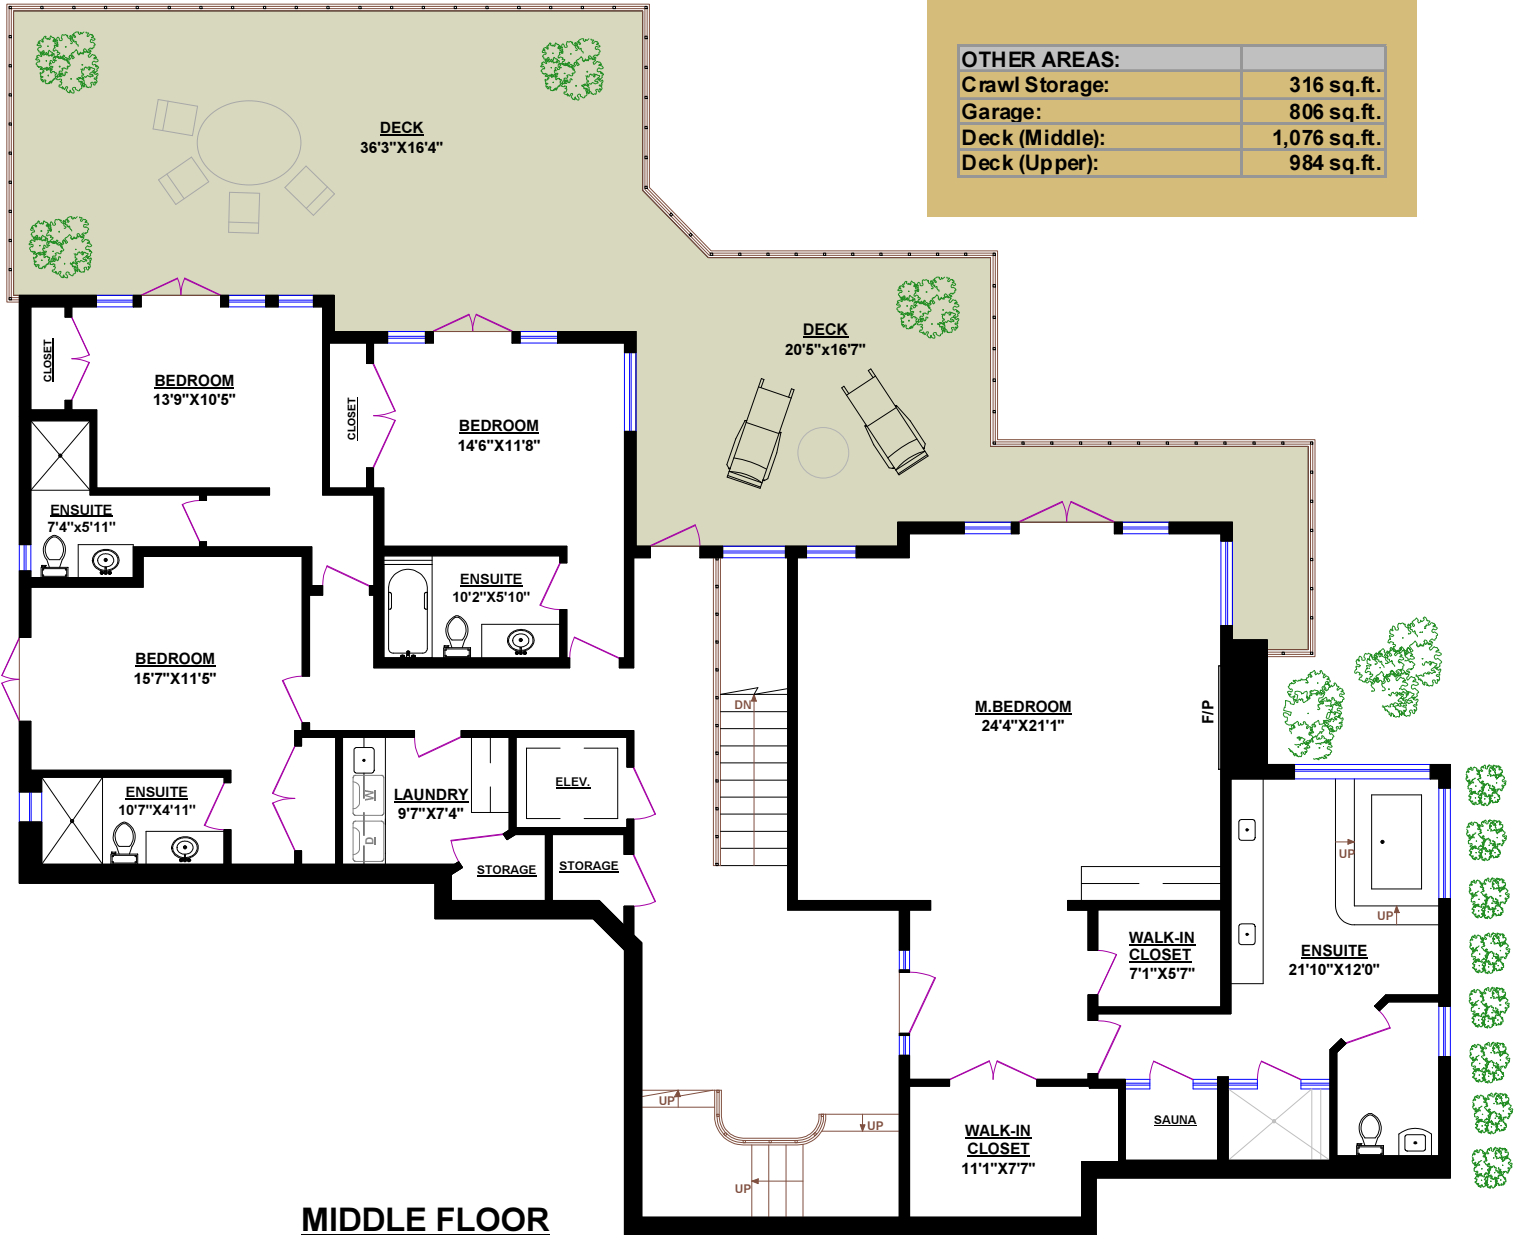 OTHER AREAS:
Crawl Storage: 316 sq.ft.
Garage: 806 sq.ft.
Deck (Middle): 1,076 sq.ft.
Deck (Upper): 984 sq.ft.
DECK
36'3"X16'4"
DECK
20'5"x16'7"
CLOSET
BEDROOM
13'9"X10'5"
CLOSET
BEDROOM
14'6"X11'8"
ENSUITE
7'4"x5'11"
ENSUITE
10'2"X5'10"
BEDROOM
15'7"X11'5"
DN
M.BEDROOM
24'4"X21'1"
F/P
ENSUITE
10'7"X4'11"
W
D
LAUNDRY
9'7"X7'4"
ELEV.
STORAGE
STORAGE
UP
UP
WALK-IN
CLOSET
7'1"X5'7"
ENSUITE
21'10"X12'0"
UP
UP
UP
SAUNA
WALK-IN
CLOSET
11'1"X7'7"
MIDDLE FLOOR